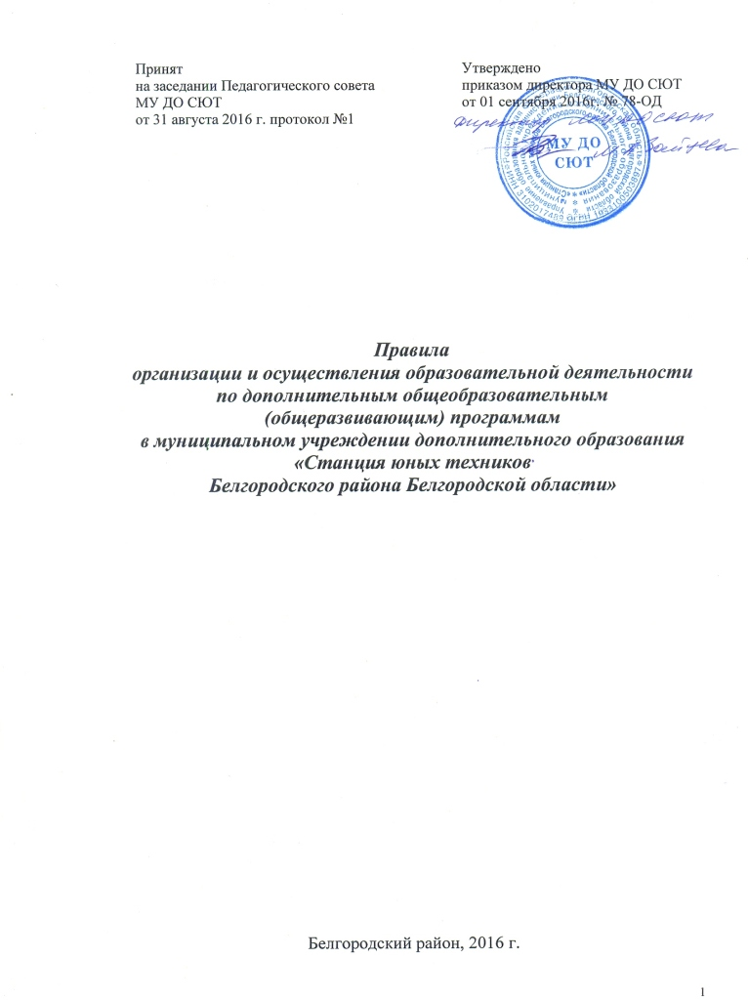 Принят
на заседании Педагогического совета
МУ ДО СЮТ
от 31 августа 2016 г. протокол №1
Утверждено
приказом директора МУ ДО СЮТ
от 01 сентября 2016г. № 78-ОД
МУ ДО
СЮТ
Правила
организации и осуществления образовательной деятельности
по дополнительным общеобразовательным
(общеразвивающим) программам
в муниципальном учреждении дополнительного образования
«Станция юных техников
Белгородского района Белгородской области»
Белгородский район, 2016 г.
1